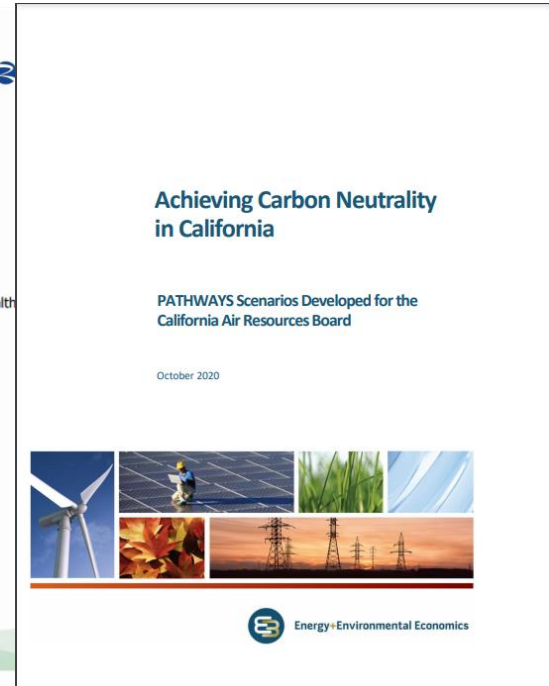 Achieving Carbon Neutrality
in California
PATHWAYS Scenarios Developed for the
California Air Resources Board
October 2020
Energy+Environmental Economics